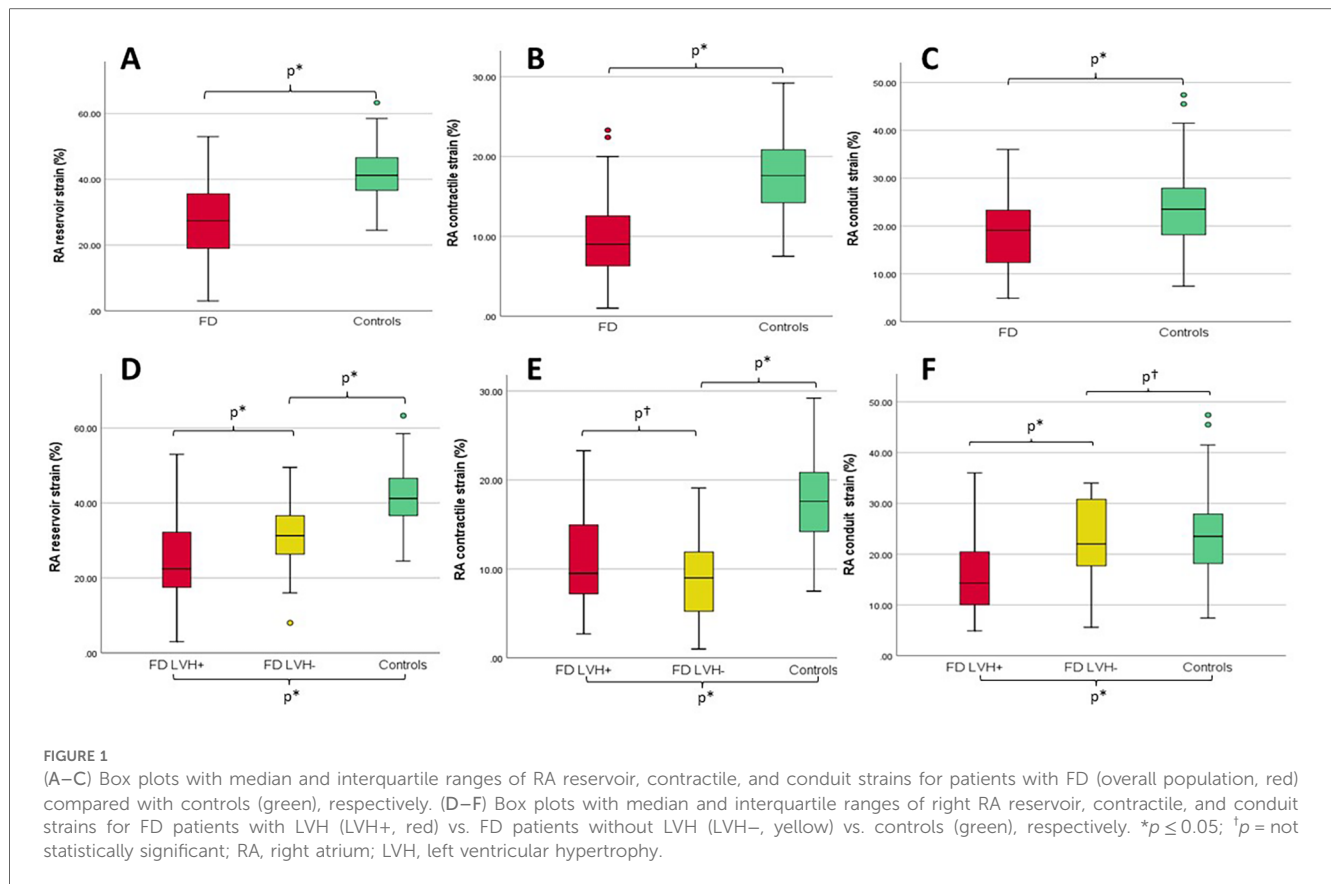 A
p*
RA reservoir strain (%)
60.00
40.00
20.00
.00
FD
Controls
B
p*
RA contractile strain (%)
30.00
20.00
10.00
.00
FD
Controls
C
p*
RA conduit strain (%)
50.00
40.00
30.00
20.00
10.00
.00
FD
Controls
D
p*
p*
RA reservoir strain (%)
60.00
40.00
20.00
.00
FD LVH+
FD LVH-
Controls
p*
E
p†
p*
RA contractile strain (%)
30.00
20.00
10.00
.00
FD LVH+
FD LVH-
Controls
p*
F
p*
p†
RA conduit strain (%)
50.00
40.00
30.00
20.00
10.00
.00
FD LVH+
FD LVH-
Controls
p*
FIGURE 1
(A–C) Box plots with median and interquartile ranges of RA reservoir, contractile, and conduit strains for patients with FD (overall population, red)
compared with controls (green), respectively. (D–F) Box plots with median and interquartile ranges of right RA reservoir, contractile, and conduit
strains for FD patients with LVH (LVH+, red) vs. FD patients without LVH (LVH−, yellow) vs. controls (green), respectively. *p ≤ 0.05; †p = not
statistically significant; RA, right atrium; LVH, left ventricular hypertrophy.